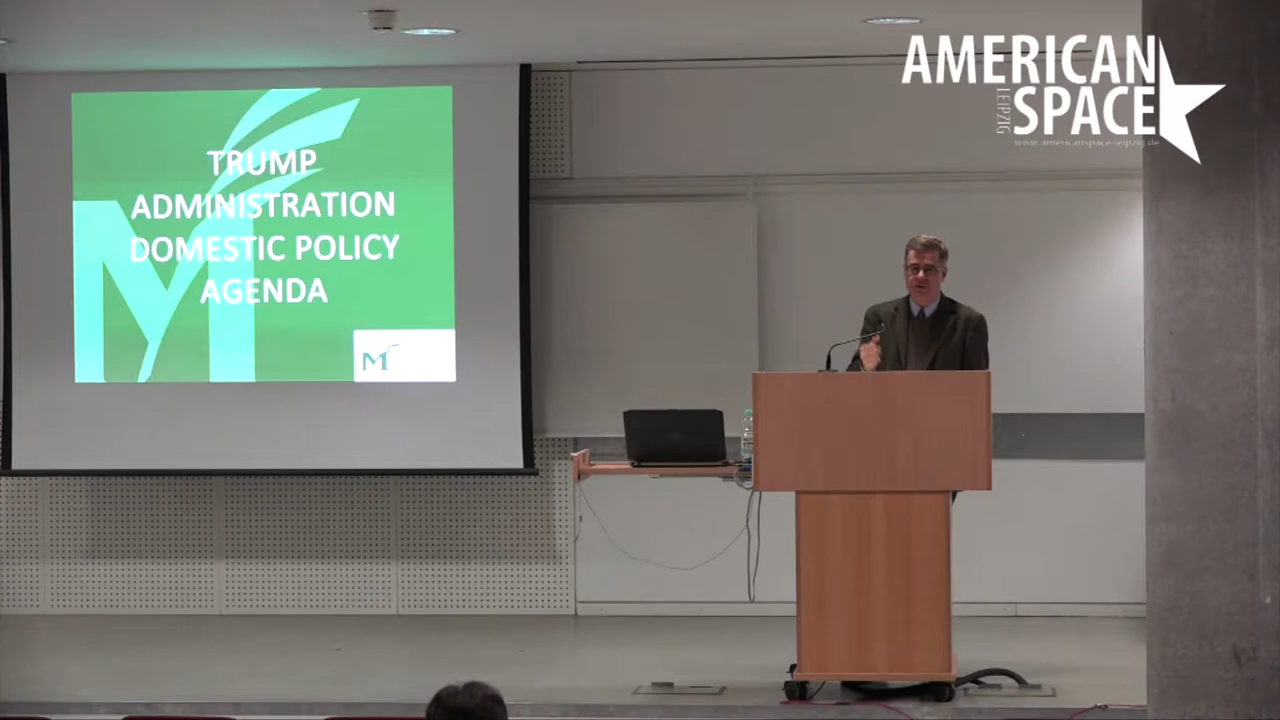 AMERICAN
LEIPZIG
SPACE
www.americanspace-leipzig.de
TRUMP
ADMINISTRATION
DOMESTIC POLICY
AGENDA
M